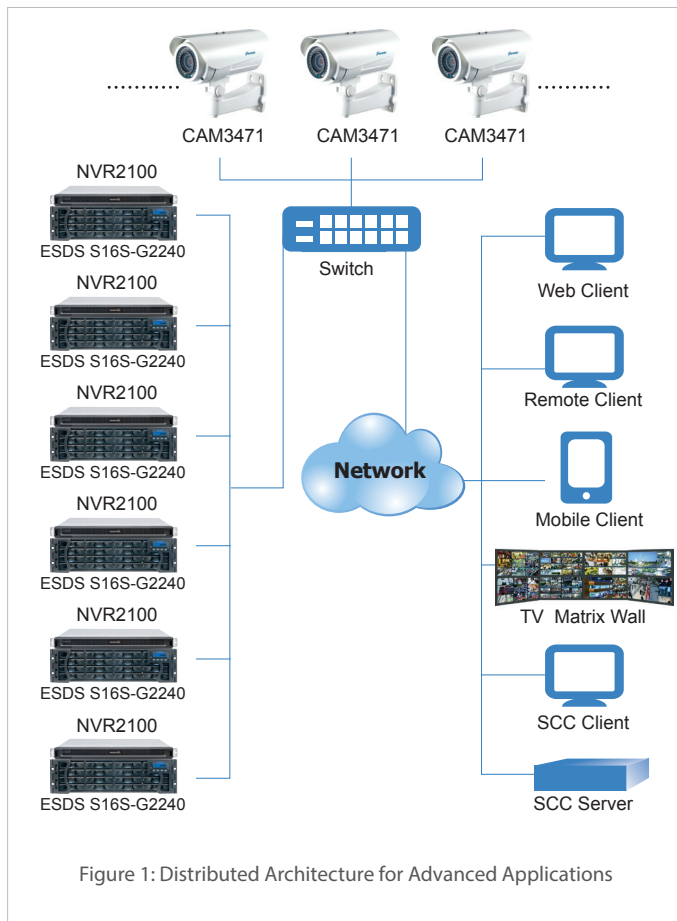 CAM3471
CAM3471
CAM3471
NVR2100
ESDS S16S-G2240
NVR2100
ESDS S16S-G2240
NVR2100
ESDS S16S-G2240
NVR2100
ESDS S16S-G2240
NVR2100
ESDS S16S-G2240
NVR2100
ESDS S16S-G2240
Switch
Network
Web Client
Remote Client
Mobile Client
TV Matrix Wall
SCC Client
SCC Server
Figure 1: Distributed Architecture for Advanced Applications